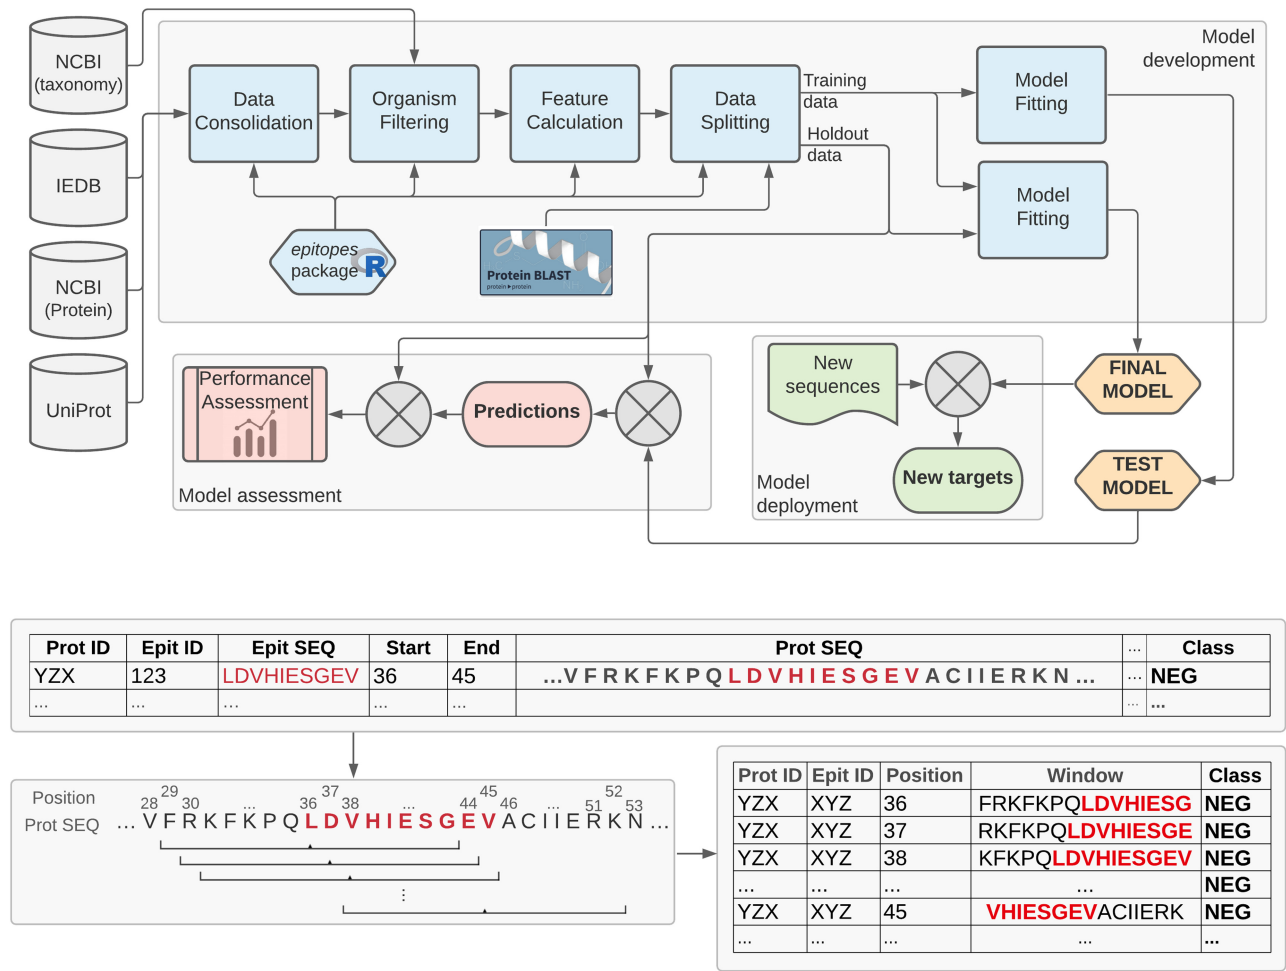 NCBI
(taxonomy)
IEDB
NCBI
(Protein)
UniProt
Model
development
Data
Consolidation
Organism
Filtering
Feature
Calculation
Data
Splitting
Training
data
Holdout
data
Model
Fitting
Model
Fitting
epitopes
package
R
Protein BLAST
protein ▸ protein
Performance
Assessment
Predictions
Model assessment
New
sequences
New targets
Model
deployment
FINAL
MODEL
TEST
MODEL
Prot ID Epit ID Epit SEQ Start End Prot SEQ ... Class
YZX 123 LDVHIESGEV 36 45 ...VFRKFKPQLDVHIESGEVACIIERKN... ... NEG
... ... ... ... ... ... ...
Position
28 29 30 ... 36 37 38 ... 44 45 46 ... 51 52 53
Prot SEQ ...VFRKFKPQLDVHIESGEVACIIERKN...
⋮
Prot ID Epit ID Position Window Class
YZX XYZ 36 FRKFKPQLDVHIESG NEG
YZX XYZ 37 RKFKPQLDVHIESGE NEG
YZX XYZ 38 KFKPQLDVHIESGEV NEG
... ... ... ... NEG
YZX XYZ 45 VHIESGEVACIIERK NEG
... ... ... ... ...